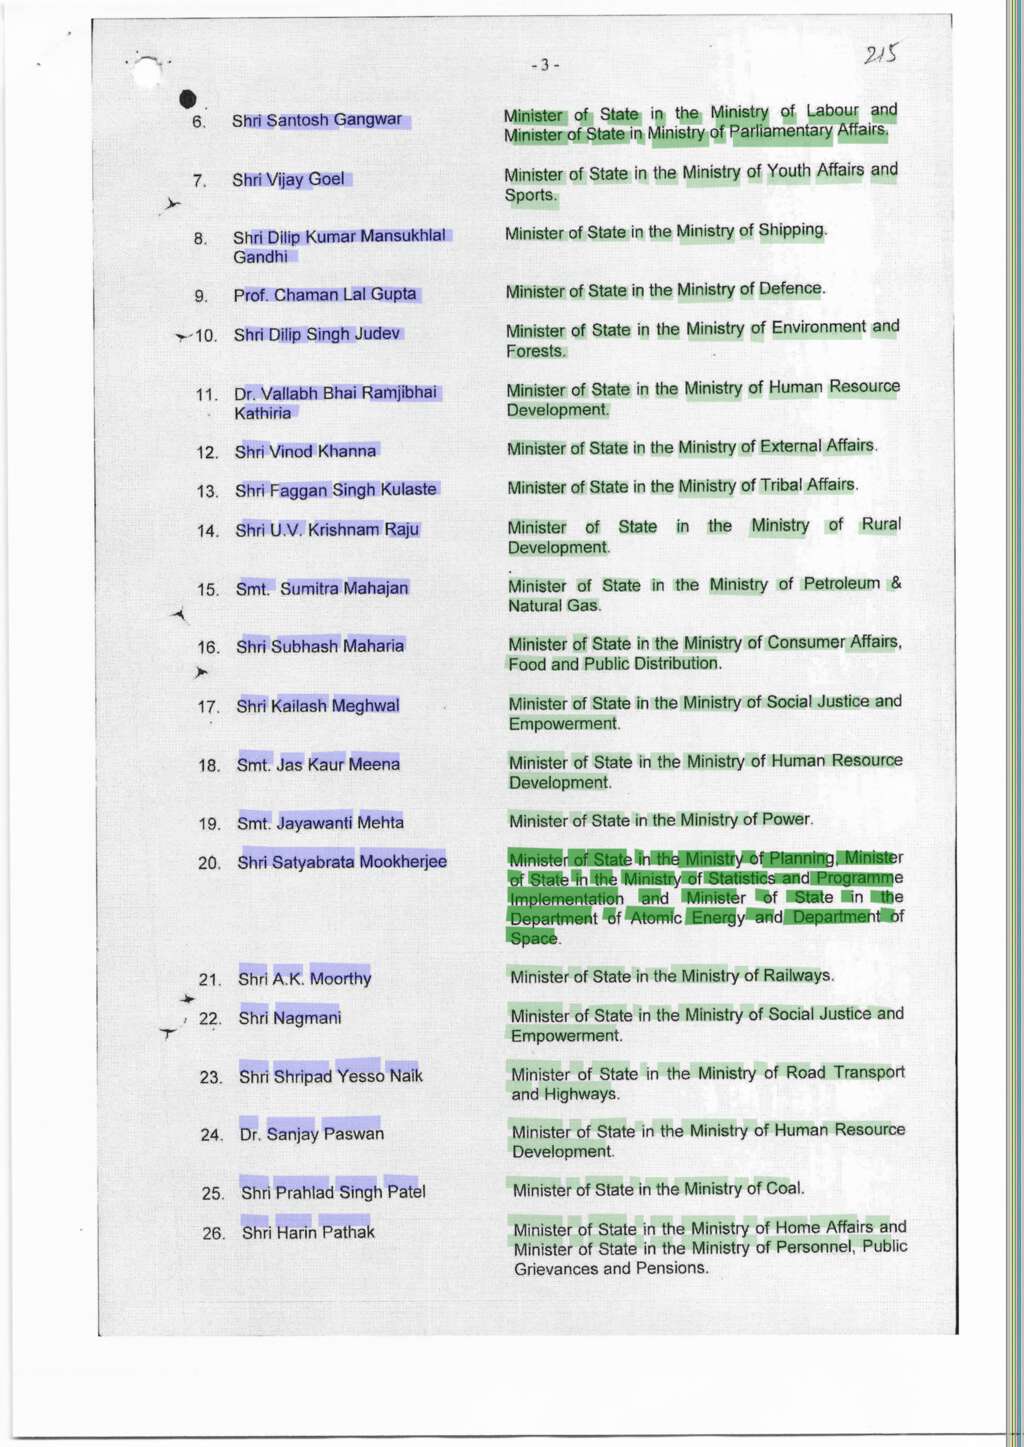 -3-
215
6. Shri Santosh Gangwar Minister of State in the Ministry of Labour and
Minister of State in Ministry of Parliamentary Affairs.
7. Shri Vijay Goel Minister of State in the Ministry of Youth Affairs and
Sports.
8. Shri Dilip Kumar Mansukhlal Minister of State in the Ministry of Shipping.
Gandhi
9. Prof. Chaman Lal Gupta Minister of State in the Ministry of Defence.
10. Shri Dilip Singh Judev Minister of State in the Ministry of Environment and
Forests.
11. Dr. Vallabh Bhai Ramjibhai Minister of State in the Ministry of Human Resource
Kathiria Development.
12. Shri Vinod Khanna Minister of State in the Ministry of External Affairs.
13. Shri Faggan Singh Kulaste Minister of State in the Ministry of Tribal Affairs.
14. Shri U.V. Krishnam Raju Minister of State in the Ministry of Rural
Development.
15. Smt. Sumitra Mahajan Minister of State in the Ministry of Petroleum &
Natural Gas.
16. Shri Subhash Maharia Minister of State in the Ministry of Consumer Affairs,
Food and Public Distribution.
17. Shri Kailash Meghwal Minister of State in the Ministry of Social Justice and
Empowerment.
18. Smt. Jas Kaur Meena Minister of State in the Ministry of Human Resource
Development.
19. Smt. Jayawanti Mehta Minister of State in the Ministry of Power.
20. Shri Satyabrata Mookherjee Minister of State in the Ministry of Planning, Minister
of State in the Ministry of Statistics and Programme
Implementation and Minister of State in the
Department of Atomic Energy and Department of
Space.
21. Shri A.K. Moorthy Minister of State in the Ministry of Railways.
22. Shri Nagmani Minister of State in the Ministry of Social Justice and
Empowerment.
23. Shri Shripad Yesso Naik Minister of State in the Ministry of Road Transport
and Highways.
24. Dr. Sanjay Paswan Minister of State in the Ministry of Human Resource
Development.
25. Shri Prahlad Singh Patel Minister of State in the Ministry of Coal.
26. Shri Harin Pathak Minister of State in the Ministry of Home Affairs and
Minister of State in the Ministry of Personnel, Public
Grievances and Pensions.